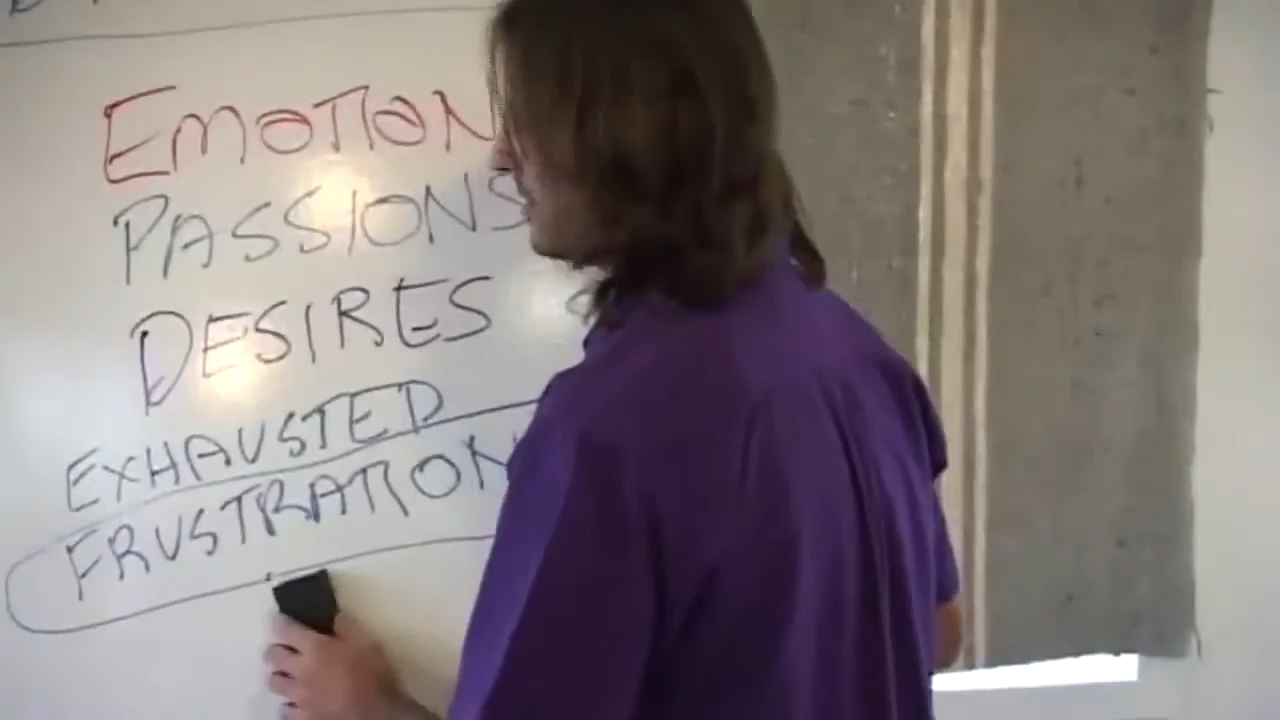 EMOTION
PASSIONS
DESIRES
EXHAUSTED
FRUSTRATION